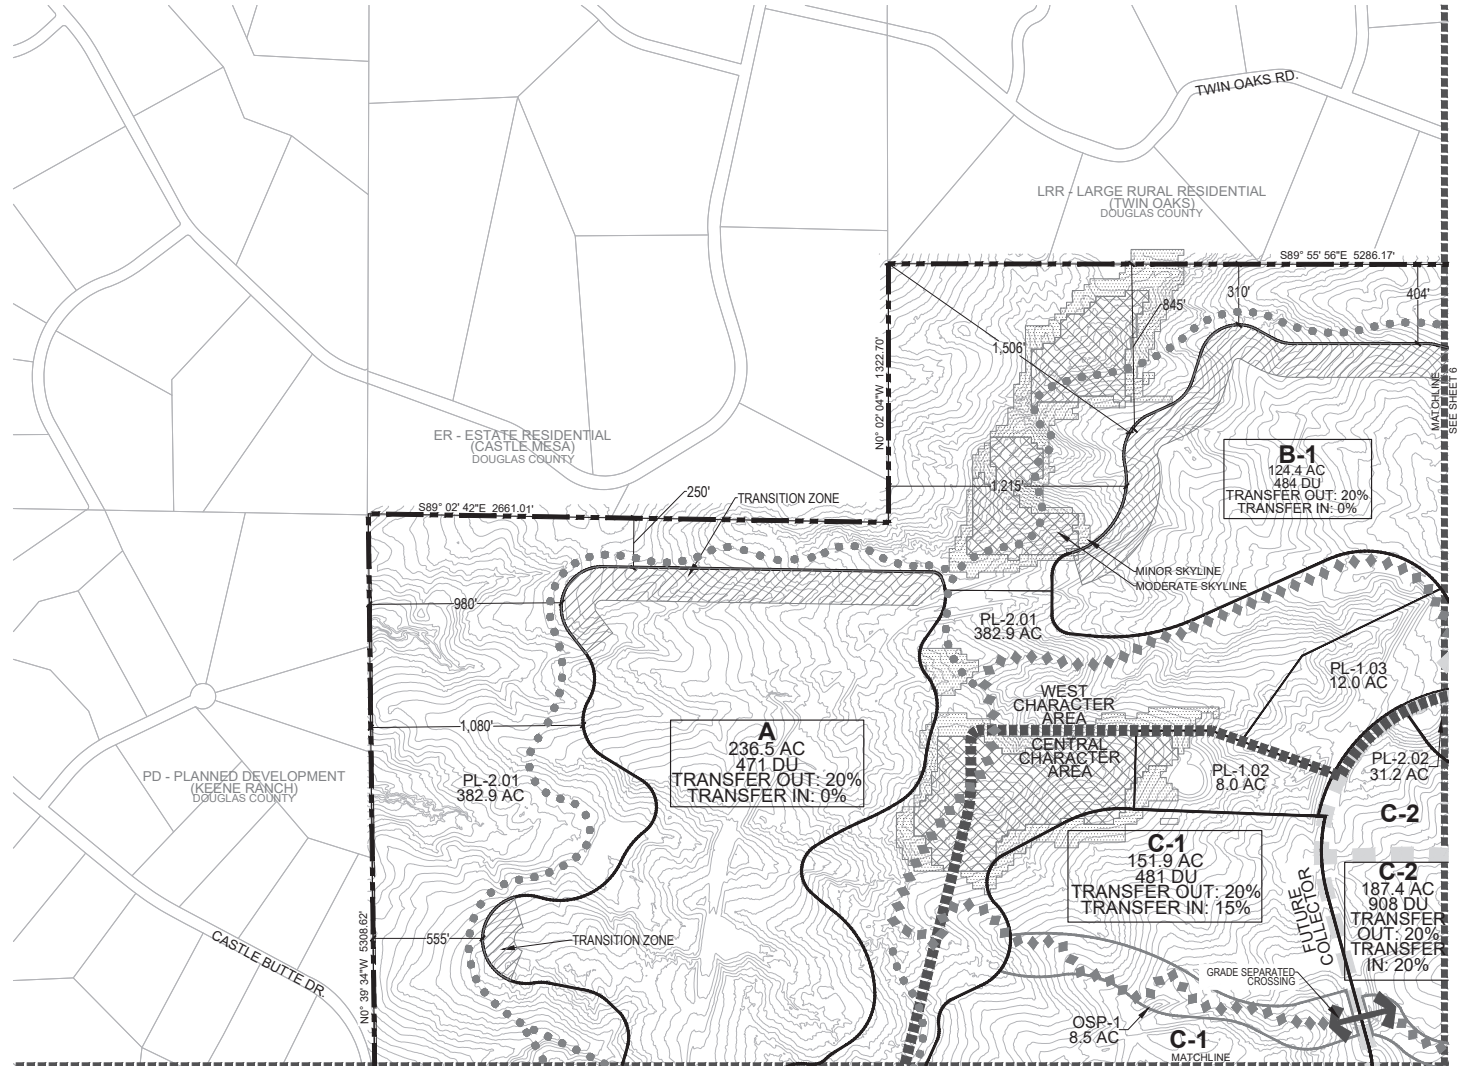 TWIN OAKS RD.
LRR - LARGE RURAL RESIDENTIAL
(TWIN OAKS)
DOUGLAS COUNTY
S89° 55' 56"E  5286.17'
310'
404'
845'
1,506'
N0° 02' 04"W  1322.70'
MATCHLINE
SEE SHEET 6
ER - ESTATE RESIDENTIAL
(CASTLE MESA)
DOUGLAS COUNTY
B-1
124.4 AC
484 DU
TRANSFER OUT: 20%
TRANSFER IN: 0%
1,215'
250'
TRANSITION ZONE
S89° 02' 42"E  2661.01'
MINOR SKYLINE
MODERATE SKYLINE
980'
PL-2.01
382.9 AC
PL-1.03
12.0 AC
WEST
CHARACTER
AREA
CENTRAL
CHARACTER
AREA
1,080'
A
236.5 AC
471 DU
TRANSFER OUT: 20%
TRANSFER IN: 0%
PL-2.01
382.9 AC
PL-1.02
8.0 AC
PL-2.02
31.2 AC
PD - PLANNED DEVELOPMENT
(KEENE RANCH)
DOUGLAS COUNTY
C-2
C-1
151.9 AC
481 DU
TRANSFER OUT: 20%
TRANSFER IN: 15%
C-2
187.4 AC
908 DU
TRANSFER
OUT: 20%
TRANSFER
IN: 20%
FUTURE
COLLECTOR
N0° 39' 34"W  5308.62'
555'
TRANSITION ZONE
CASTLE BUTTE DR.
GRADE SEPARATED
CROSSING
OSP-1
8.5 AC
C-1
MATCHLINE